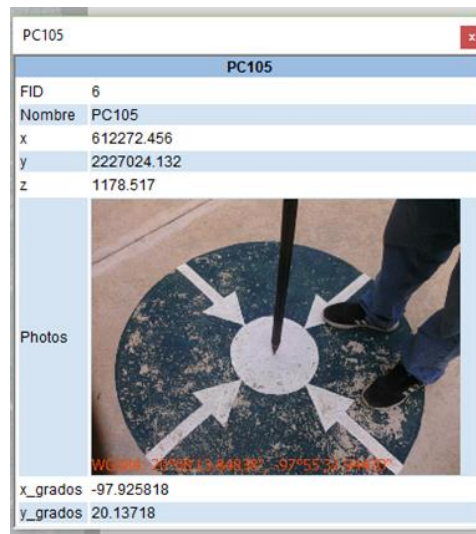 PC105
x
PC105
FID 6
Nombre PC105
x 612272.456
y 2227024.132
z 1178.517
Photos
x_grados -97.925818
y_grados 20.13718